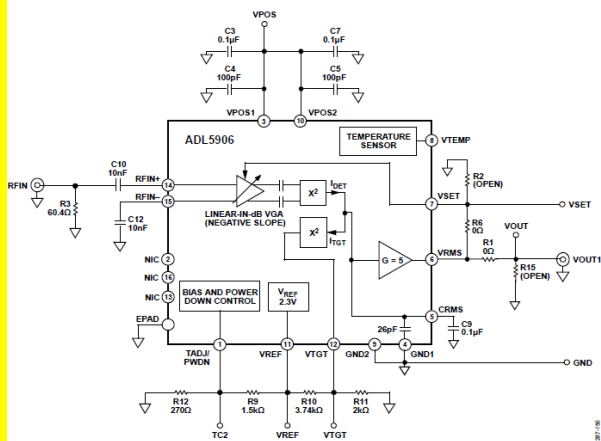 VPOS
C3
0.1µF
C7
0.1µF
C4
100pF
C5
100pF
VPOS1
VPOS2
3
10
ADL5906
TEMPERATURE
SENSOR
8
VTEMP
C10
10nF
RFIN+
14
RFIN
RFIN–
15
R3
60.4Ω
C12
10nF
X²
IDET
LINEAR-IN-dB VGA
(NEGATIVE SLOPE)
X²
ITGT
R2
(OPEN)
VSET
7
VSET
R6
0Ω
VOUT
NIC
2
G = 5
VRMS
6
R1
0Ω
VOUT1
NIC
16
R15
(OPEN)
NIC
13
BIAS AND POWER
DOWN CONTROL
VREF
2.3V
CRMS
5
26pF
C9
0.1µF
EPAD
1
11
12
9
4
TADJ/
PWDN
VREF
VTGT
GND2
GND1
GND
R12
270Ω
R9
1.5kΩ
R10
3.74kΩ
R11
2kΩ
TC2
VREF
VTGT